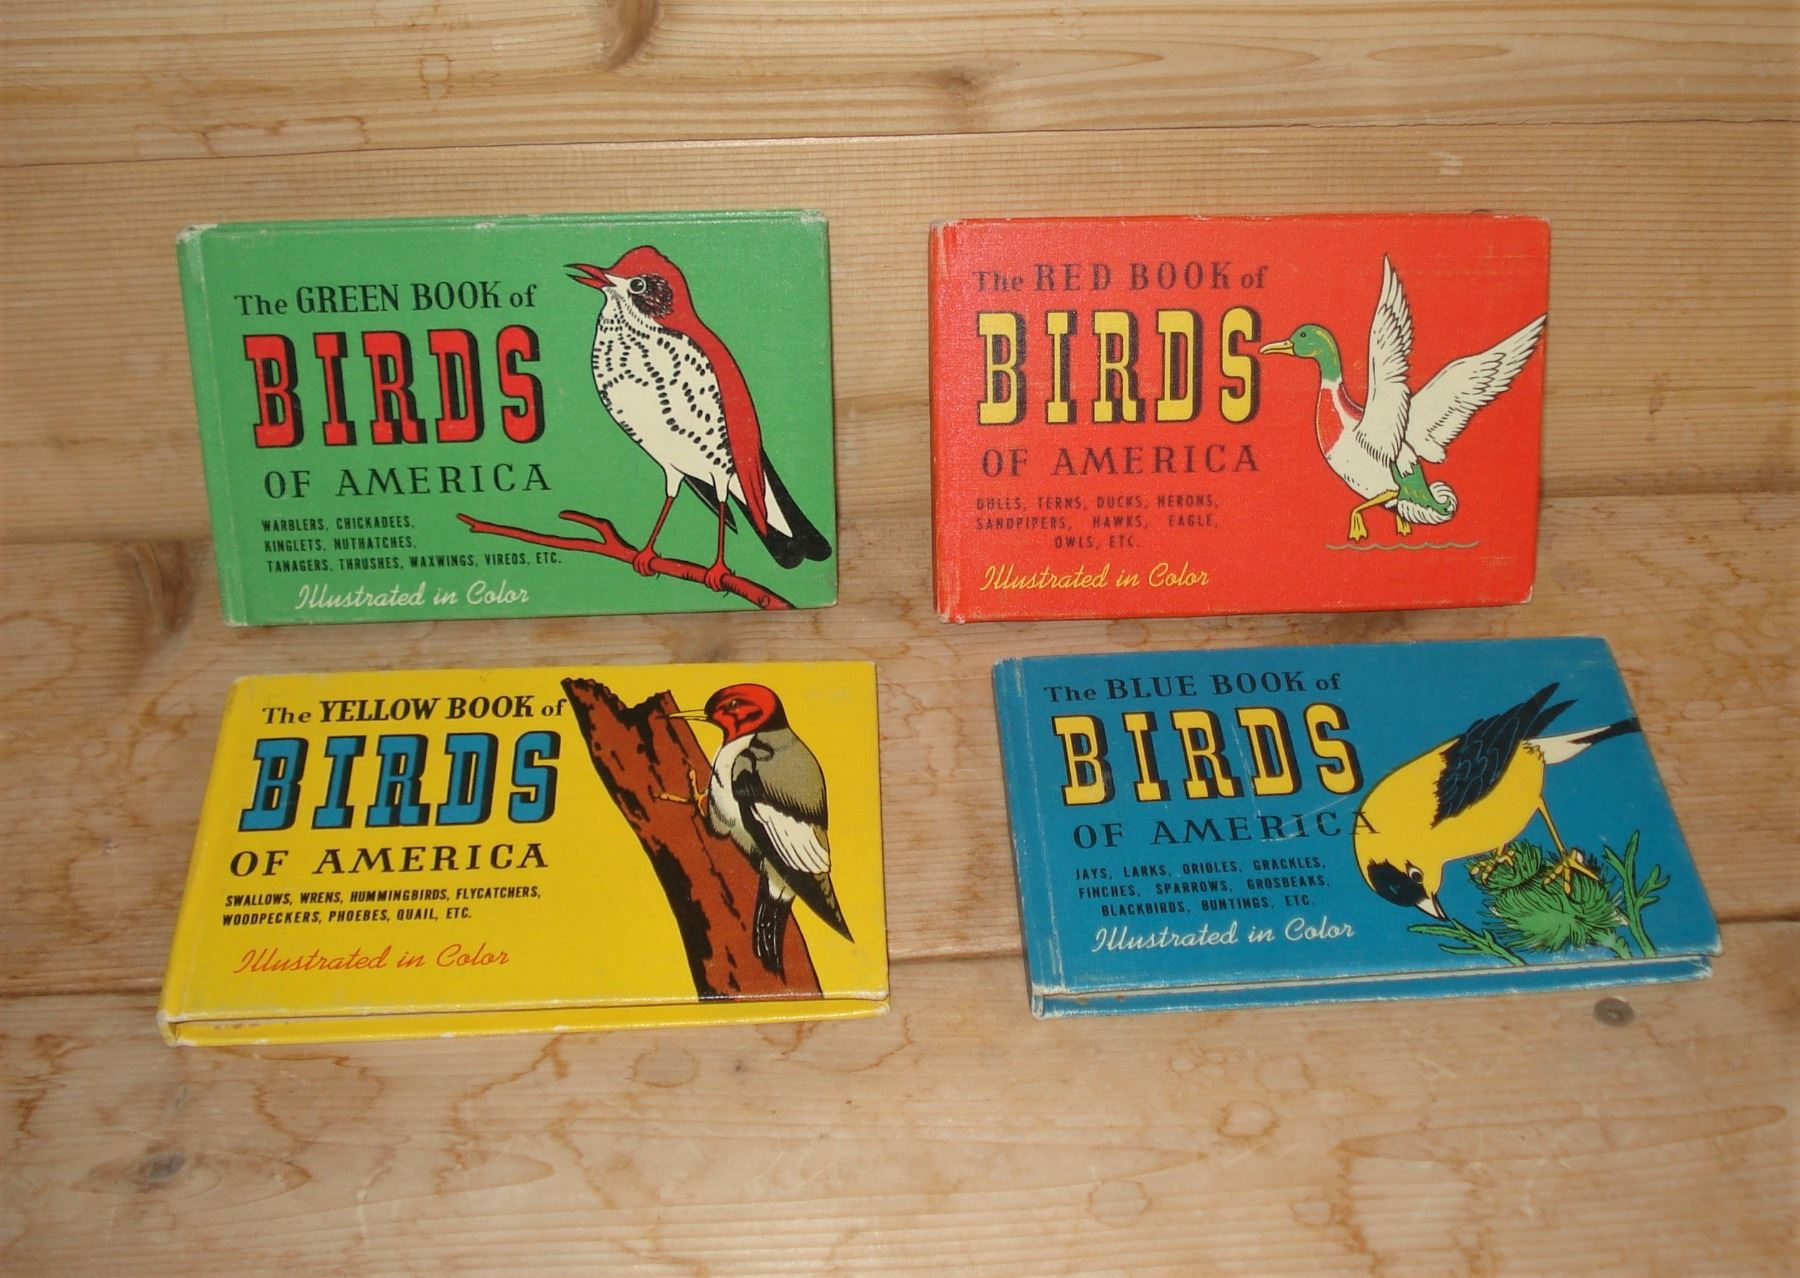 The GREEN BOOK of
BIRDS
OF AMERICA
WARBLERS, CHICKADEES,
KINGLETS, NUTHATCHES,
TANAGERS, THRUSHES, WAXWINGS, VIREOS, ETC.
Illustrated in Color
The RED BOOK of
BIRDS
OF AMERICA
GULLS, TERNS, DUCKS, HERONS,
SANDPIPERS, HAWKS, EAGLE,
OWLS, ETC.
Illustrated in Color
The YELLOW BOOK of
BIRDS
OF AMERICA
SWALLOWS, WRENS, HUMMINGBIRDS, FLYCATCHERS,
WOODPECKERS, PHOEBES, QUAIL, ETC.
Illustrated in Color
The BLUE BOOK of
BIRDS
OF AMERICA
JAYS, LARKS, ORIOLES, GRACKLES,
FINCHES, SPARROWS, GROSBEAKS,
BLACKBIRDS, BUNTINGS, ETC.
Illustrated in Color